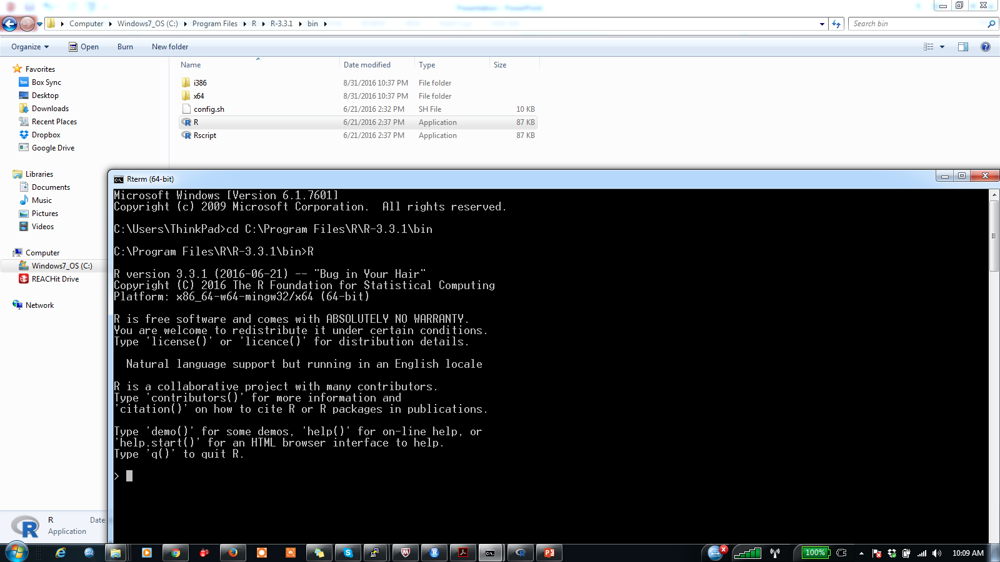 Presentation - PowerPoint
Computer Windows7_OS (C:) Program Files R R-3.3.1 bin
Search bin
Organize Open Burn New folder
Name Date modified Type Size
Favorites
Box Sync
Desktop
Downloads
Recent Places
Dropbox
Google Drive
Libraries
Documents
Music
Pictures
Videos
Computer
Windows7_OS (C:)
REACHit Drive
Network
i386 8/31/2016 10:37 PM File folder
x64 8/31/2016 10:37 PM File folder
config.sh 6/21/2016 2:32 PM SH File 10 KB
R 6/21/2016 2:37 PM Application 87 KB
Rscript 6/21/2016 2:37 PM Application 87 KB
Rterm (64-bit)
Microsoft Windows [Version 6.1.7601]
Copyright (c) 2009 Microsoft Corporation.  All rights reserved.
C:\Users\ThinkPad>cd C:\Program Files\R\R-3.3.1\bin
C:\Program Files\R\R-3.3.1\bin>R
R version 3.3.1 (2016-06-21) -- "Bug in Your Hair"
Copyright (C) 2016 The R Foundation for Statistical Computing
Platform: x86_64-w64-mingw32/x64 (64-bit)
R is free software and comes with ABSOLUTELY NO WARRANTY.
You are welcome to redistribute it under certain conditions.
Type 'license()' or 'licence()' for distribution details.
Natural language support but running in an English locale
R is a collaborative project with many contributors.
Type 'contributors()' for more information and
'citation()' on how to cite R or R packages in publications.
Type 'demo()' for some demos, 'help()' for on-line help, or
'help.start()' for an HTML browser interface to help.
Type 'q()' to quit R.
>
R Date
Application
100%
10:09 AM